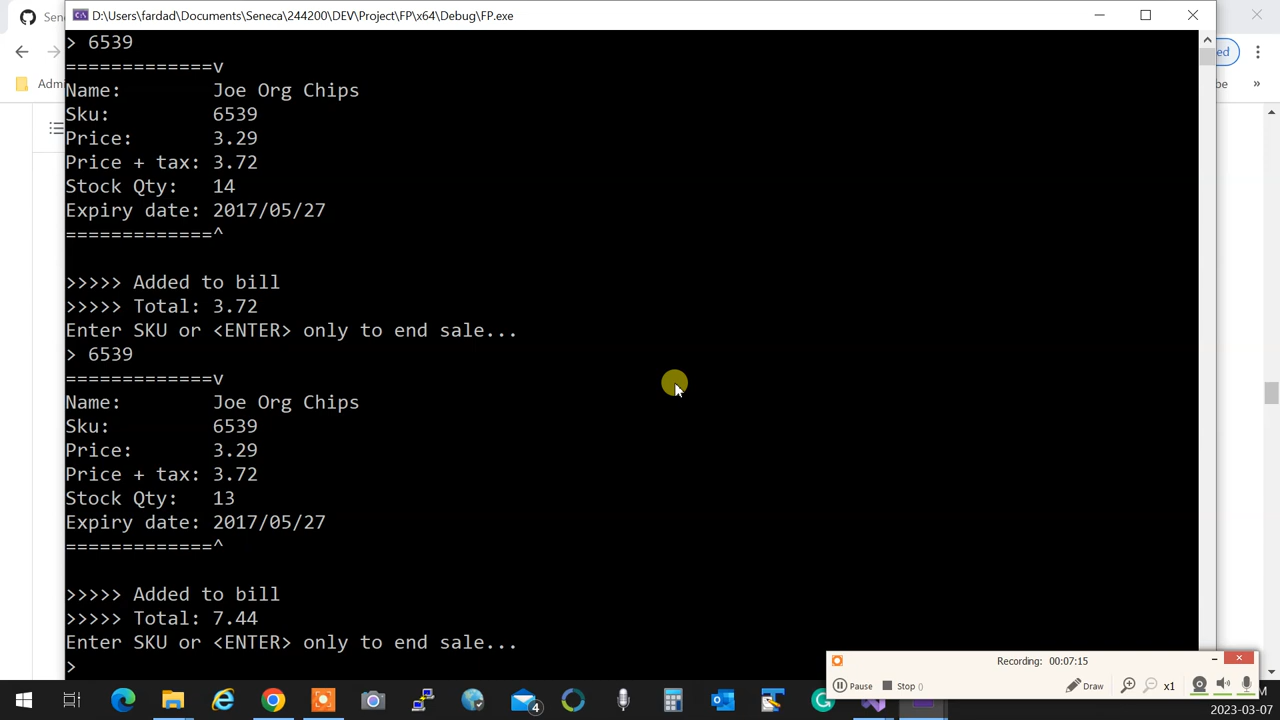 Sen
D:\Users\fardad\Documents\Seneca\244200\DEV\Project\FP\x64\Debug\FP.exe
ed
Admi
be
»
> 6539
=============v
Name:        Joe Org Chips
Sku:         6539
Price:       3.29
Price + tax: 3.72
Stock Qty:   14
Expiry date: 2017/05/27
=============^
>>>>> Added to bill
>>>>> Total: 3.72
Enter SKU or <ENTER> only to end sale...
> 6539
=============v
Name:        Joe Org Chips
Sku:         6539
Price:       3.29
Price + tax: 3.72
Stock Qty:   13
Expiry date: 2017/05/27
=============^
>>>>> Added to bill
>>>>> Total: 7.44
Enter SKU or <ENTER> only to end sale...
>
Recording: 00:07:15
Pause Stop () Draw x1
4
M
2023-03-07